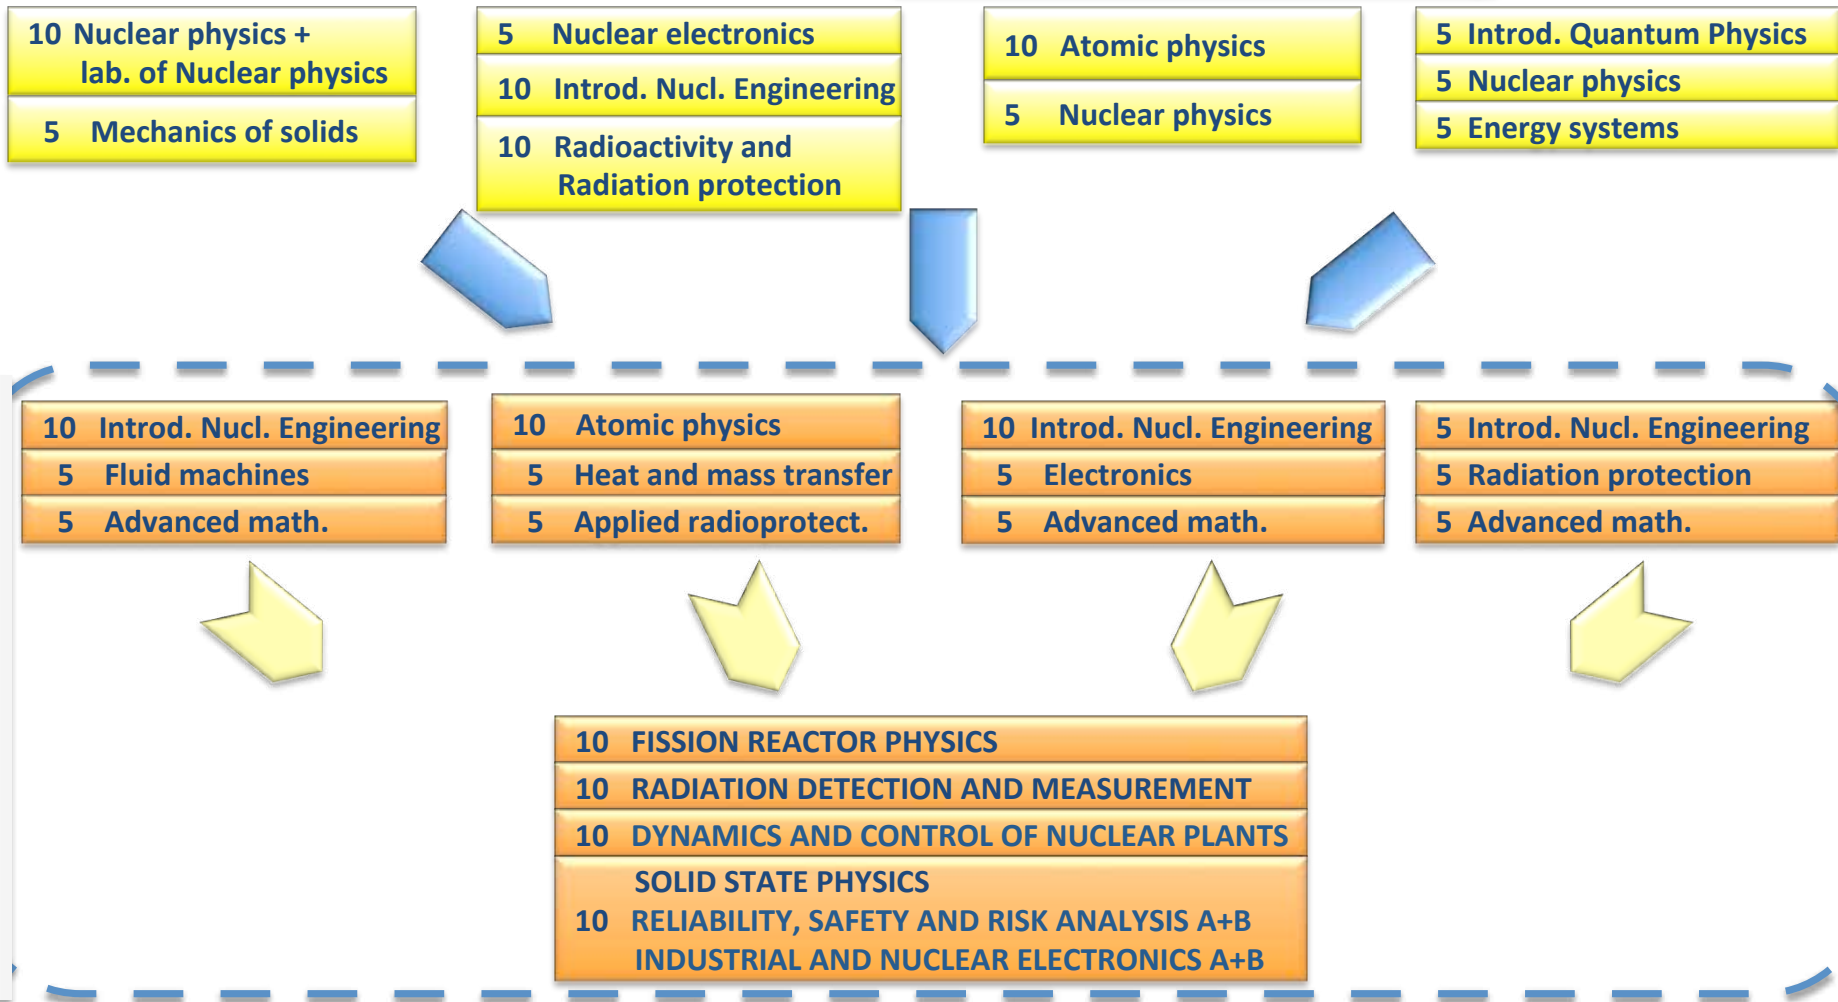 10 Nuclear physics +
lab. of Nuclear physics
5 Mechanics of solids
5 Nuclear electronics
10 Introd. Nucl. Engineering
10 Radioactivity and
Radiation protection
10 Atomic physics
5 Nuclear physics
5 Introd. Quantum Physics
5 Nuclear physics
5 Energy systems
10 Introd. Nucl. Engineering
5 Fluid machines
5 Advanced math.
10 Atomic physics
5 Heat and mass transfer
5 Applied radioprotect.
10 Introd. Nucl. Engineering
5 Electronics
5 Advanced math.
5 Introd. Nucl. Engineering
5 Radiation protection
5 Advanced math.
10 FISSION REACTOR PHYSICS
10 RADIATION DETECTION AND MEASUREMENT
10 DYNAMICS AND CONTROL OF NUCLEAR PLANTS
SOLID STATE PHYSICS
10 RELIABILITY, SAFETY AND RISK ANALYSIS A+B
INDUSTRIAL AND NUCLEAR ELECTRONICS A+B